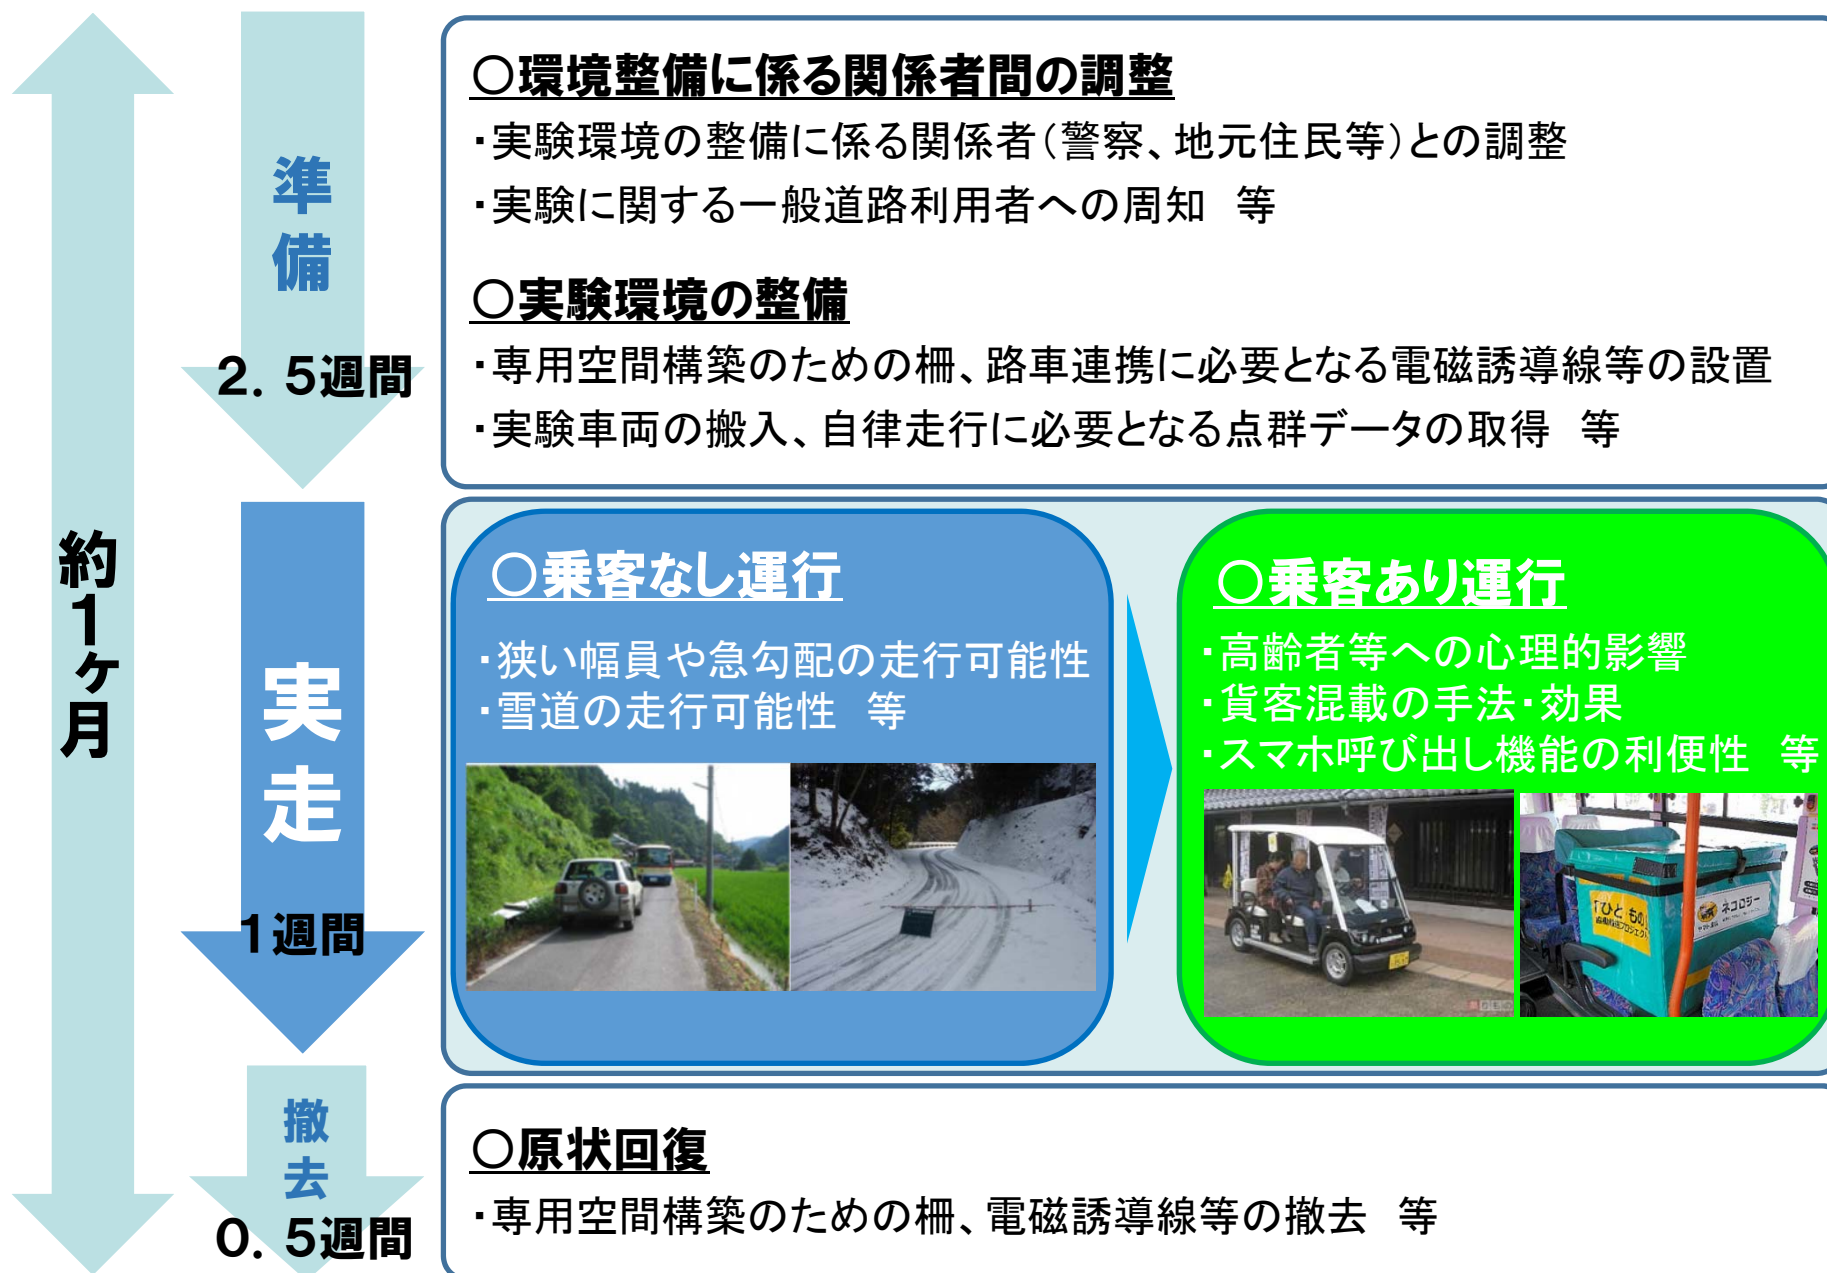 約1ヶ月
準備
2．5週間
○環境整備に係る関係者間の調整
・実験環境の整備に係る関係者（警察、地元住民等）との調整
・実験に関する一般道路利用者への周知　等
○実験環境の整備
・専用空間構築のための柵、路車連携に必要となる電磁誘導線等の設置
・実験車両の搬入、自律走行に必要となる点群データの取得　等
実走
1週間
○乗客なし運行
・狭い幅員や急勾配の走行可能性
・雪道の走行可能性　等
○乗客あり運行
・高齢者等への心理的影響
・貨客混載の手法・効果
・スマホ呼び出し機能の利便性　等
「ひと もの」
ネコロジー
撤去
0．5週間
○原状回復
・専用空間構築のための柵、電磁誘導線等の撤去　等